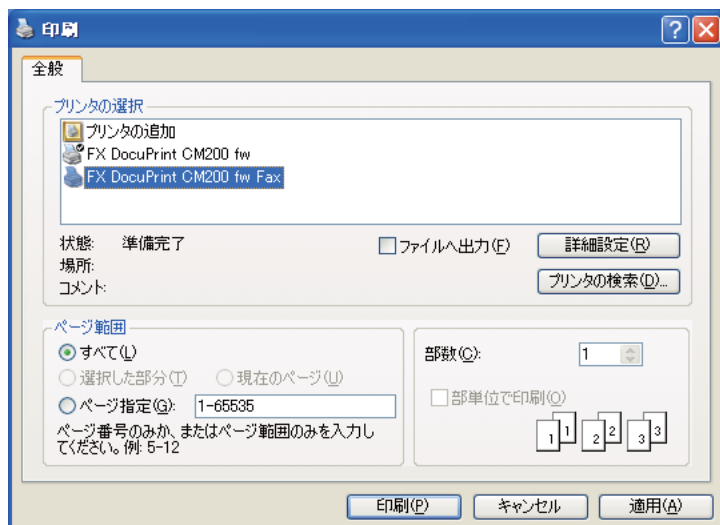 印刷
全般
プリンタの選択
プリンタの追加
FX DocuPrint CM200 fw
FX DocuPrint CM200 fw Fax
状態: 準備完了
ファイルへ出力(F)
詳細設定(R)
場所:
コメント:
プリンタの検索(D)...
ページ範囲
すべて(L)
選択した部分(T)
現在のページ(U)
ページ指定(G): 1-65535
ページ番号のみか、またはページ範囲のみを入力し
てください。例: 5-12
部数(C): 1
部単位で印刷(O)
1 1 2 2 3 3
印刷(P)
キャンセル
適用(A)